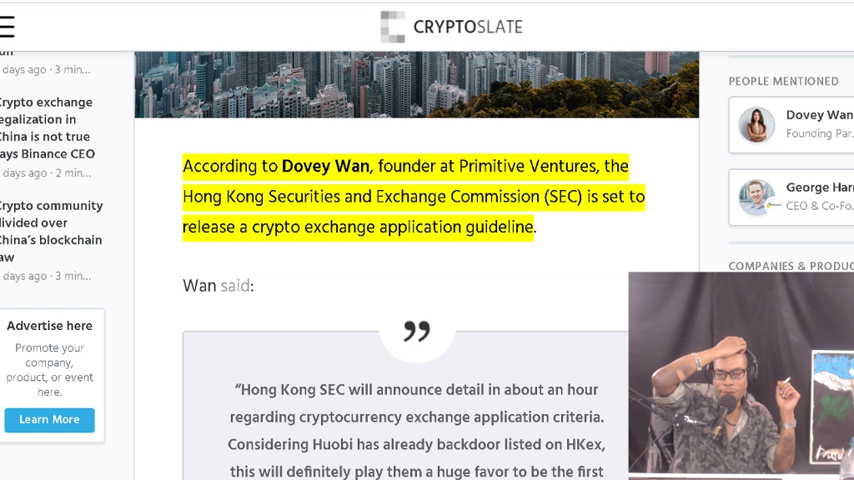 CRYPTOSLATE
days ago · 3 min...
Crypto exchange
legalization in
China is not true
says Binance CEO
days ago · 2 min...
Crypto community
divided over
China's blockchain
law
days ago · 3 min...
Advertise here
Promote your
company,
product, or event
here.
Learn More
According to Dovey Wan, founder at Primitive Ventures, the
Hong Kong Securities and Exchange Commission (SEC) is set to
release a crypto exchange application guideline.
Wan said:
”
“Hong Kong SEC will announce detail in about an hour
regarding cryptocurrency exchange application criteria.
Considering Huobi has already backdoor listed on HKex,
this will definitely play them a huge favor to be the first
PEOPLE MENTIONED
Dovey Wan
Founding Par...
George Harr
CEO & Co-Fo...
COMPANIES & PRODUC